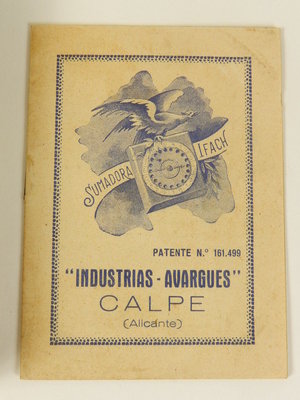 SUMADORA IFACH
PATENTE N.º 161.499
"INDUSTRIAS - AVARGUES"
CALPE
(Alicante)